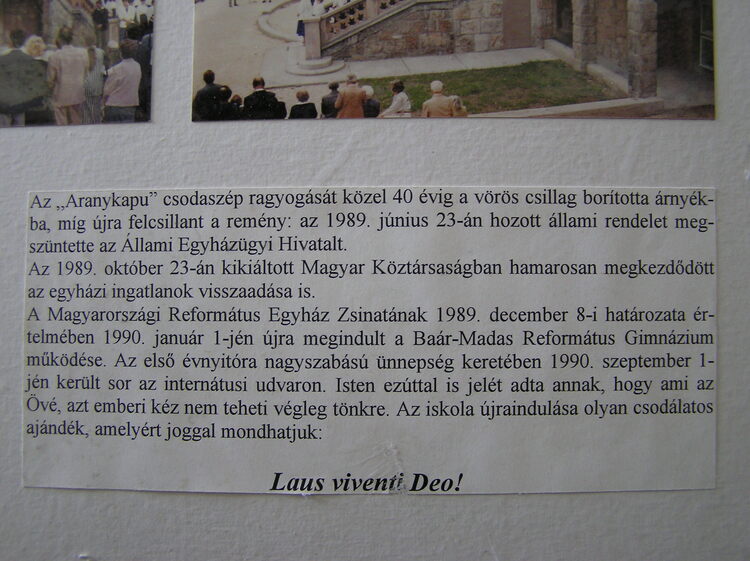 Az ,,Aranykapu” csodaszép ragyogását közel 40 évig a vörös csillag borította árnyék-
ba, míg újra felcsillant a remény: az 1989. június 23-án hozott állami rendelet meg-
szüntette az Állami Egyházügyi Hivatalt.
Az 1989. október 23-án kikiáltott Magyar Köztársaságban hamarosan megkezdődött
az egyházi ingatlanok visszaadása is.
A Magyarországi Református Egyház Zsinatának 1989. december 8-i határozata ér-
telmében 1990. január 1-jén újra megindult a Baár-Madas Református Gimnázium
működése. Az első évnyitóra nagyszabású ünnepség keretében 1990. szeptember 1-
jén került sor az internátusi udvaron. Isten ezúttal is jelét adta annak, hogy ami az
Övé, azt emberi kéz nem teheti végleg tönkre. Az iskola újraindulása olyan csodálatos
ajándék, amelyért joggal mondhatjuk:
Laus viventi Deo!